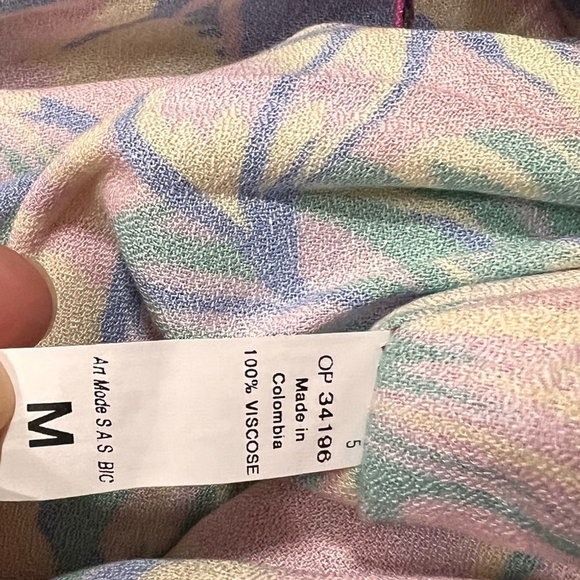 5
OP 34196
Made in
Colombia
100% VISCOSE
Art Mode S A S BIC
M